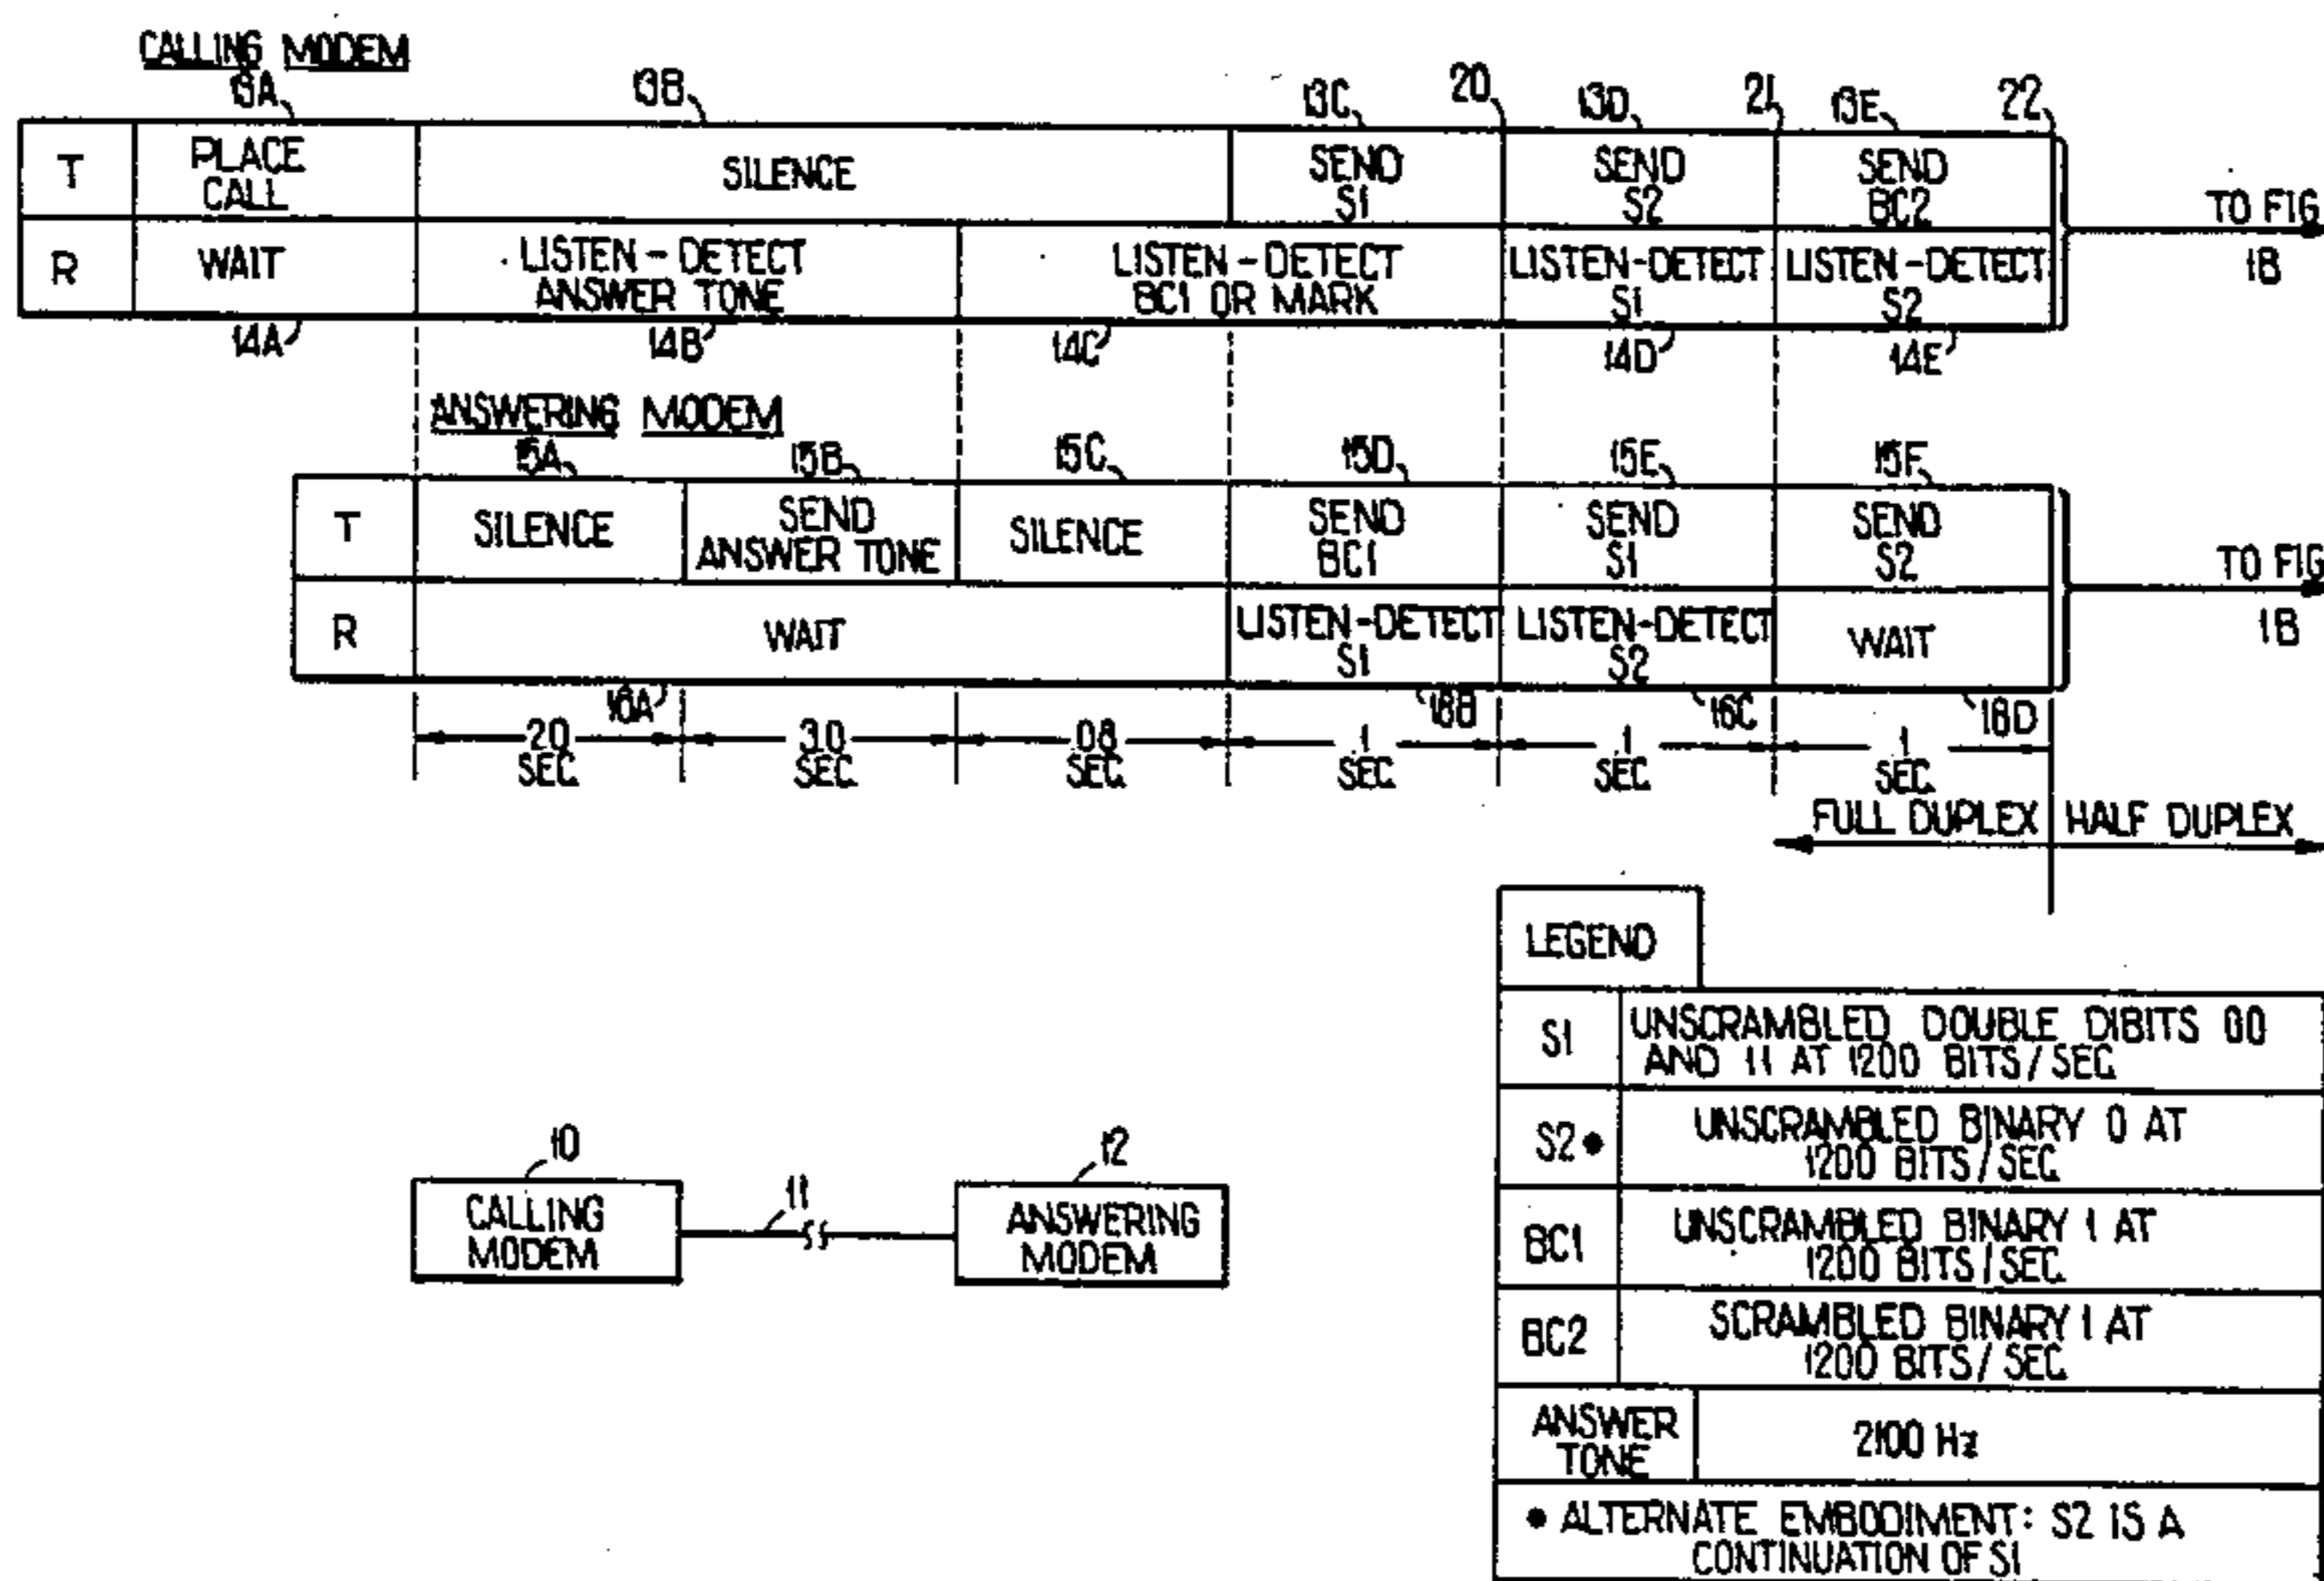 CALLING MODEM
13A
13B
13C
20
13D
21
13E
22
T
PLACE
CALL
SILENCE
SEND
S1
SEND
S2
SEND
BC2
R
WAIT
LISTEN-DETECT
ANSWER TONE
LISTEN-DETECT
BC1 OR MARK
LISTEN-DETECT
S1
LISTEN-DETECT
S2
TO FIG
1B
14A
14B
14C
14D
14E
ANSWERING MODEM
15A
15B
15C
15D
15E
15F
T
SILENCE
SEND
ANSWER TONE
SILENCE
SEND
BC1
SEND
S1
SEND
S2
R
WAIT
LISTEN-DETECT
S1
LISTEN-DETECT
S2
WAIT
TO FIG
1B
16A
16B
16C
16D
2.0
SEC.
3.0
SEC.
.08
SEC.
.1
SEC.
.1
SEC.
.1
SEC.
FULL DUPLEX
HALF DUPLEX
10
CALLING
MODEM
11
12
ANSWERING
MODEM
LEGEND
S1
UNSCRAMBLED DOUBLE DIBITS 00
AND 11 AT 1200 BITS/SEC.
S2●
UNSCRAMBLED BINARY 0 AT
1200 BITS/SEC.
BC1
UNSCRAMBLED BINARY 1 AT
1200 BITS/SEC.
BC2
SCRAMBLED BINARY 1 AT
1200 BITS/SEC.
ANSWER
TONE
2100 Hz
● ALTERNATE EMBODIMENT: S2 IS A
CONTINUATION OF S1